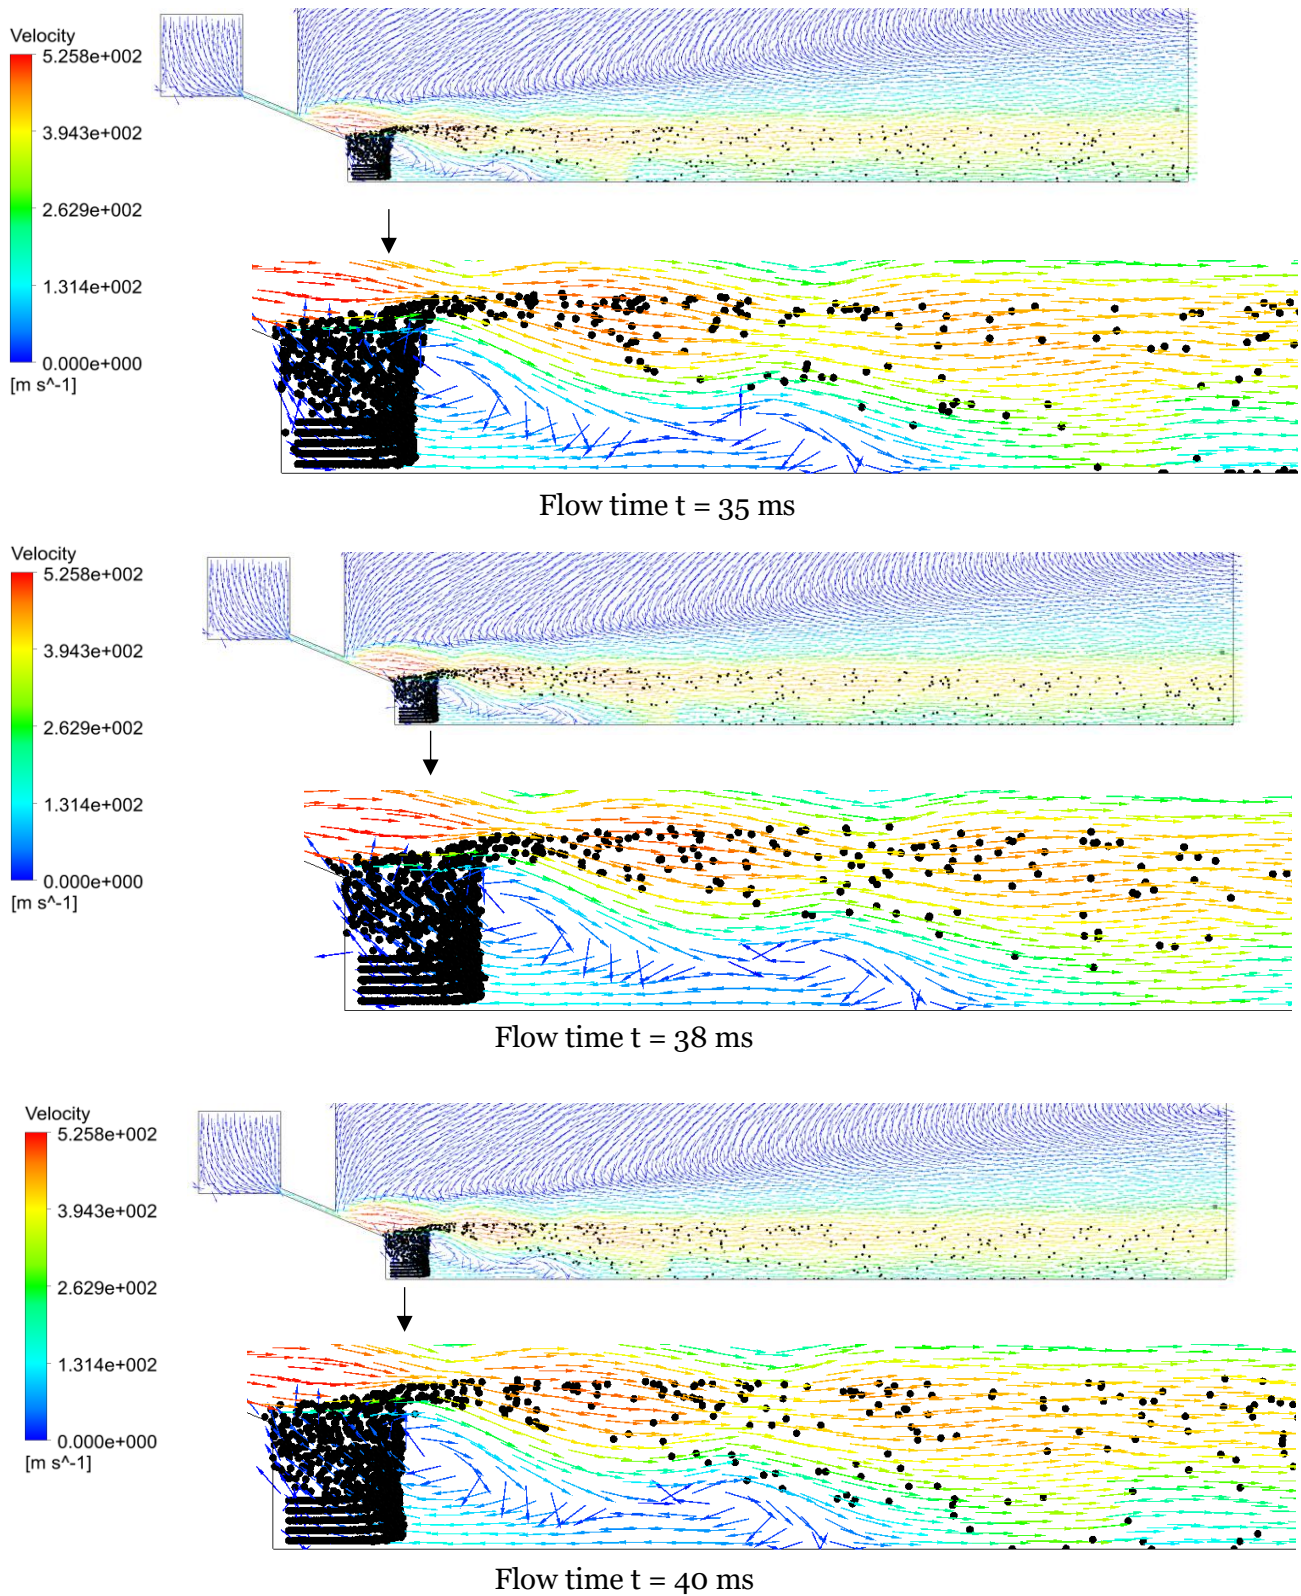 Velocity
5.258e+002
3.943e+002
2.629e+002
1.314e+002
0.000e+000
[m s^-1]
Flow time t = 35 ms
Velocity
5.258e+002
3.943e+002
2.629e+002
1.314e+002
0.000e+000
[m s^-1]
Flow time t = 38 ms
Velocity
5.258e+002
3.943e+002
2.629e+002
1.314e+002
0.000e+000
[m s^-1]
Flow time t = 40 ms